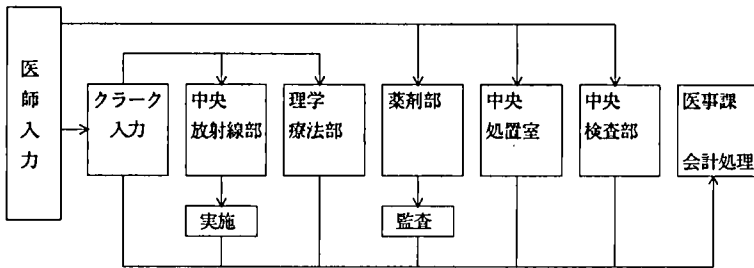 医師入力
クラーク
入力
中央
放射線部
理学
療法部
薬剤部
中央
処置室
中央
検査部
医事課
会計処理
実施
監査